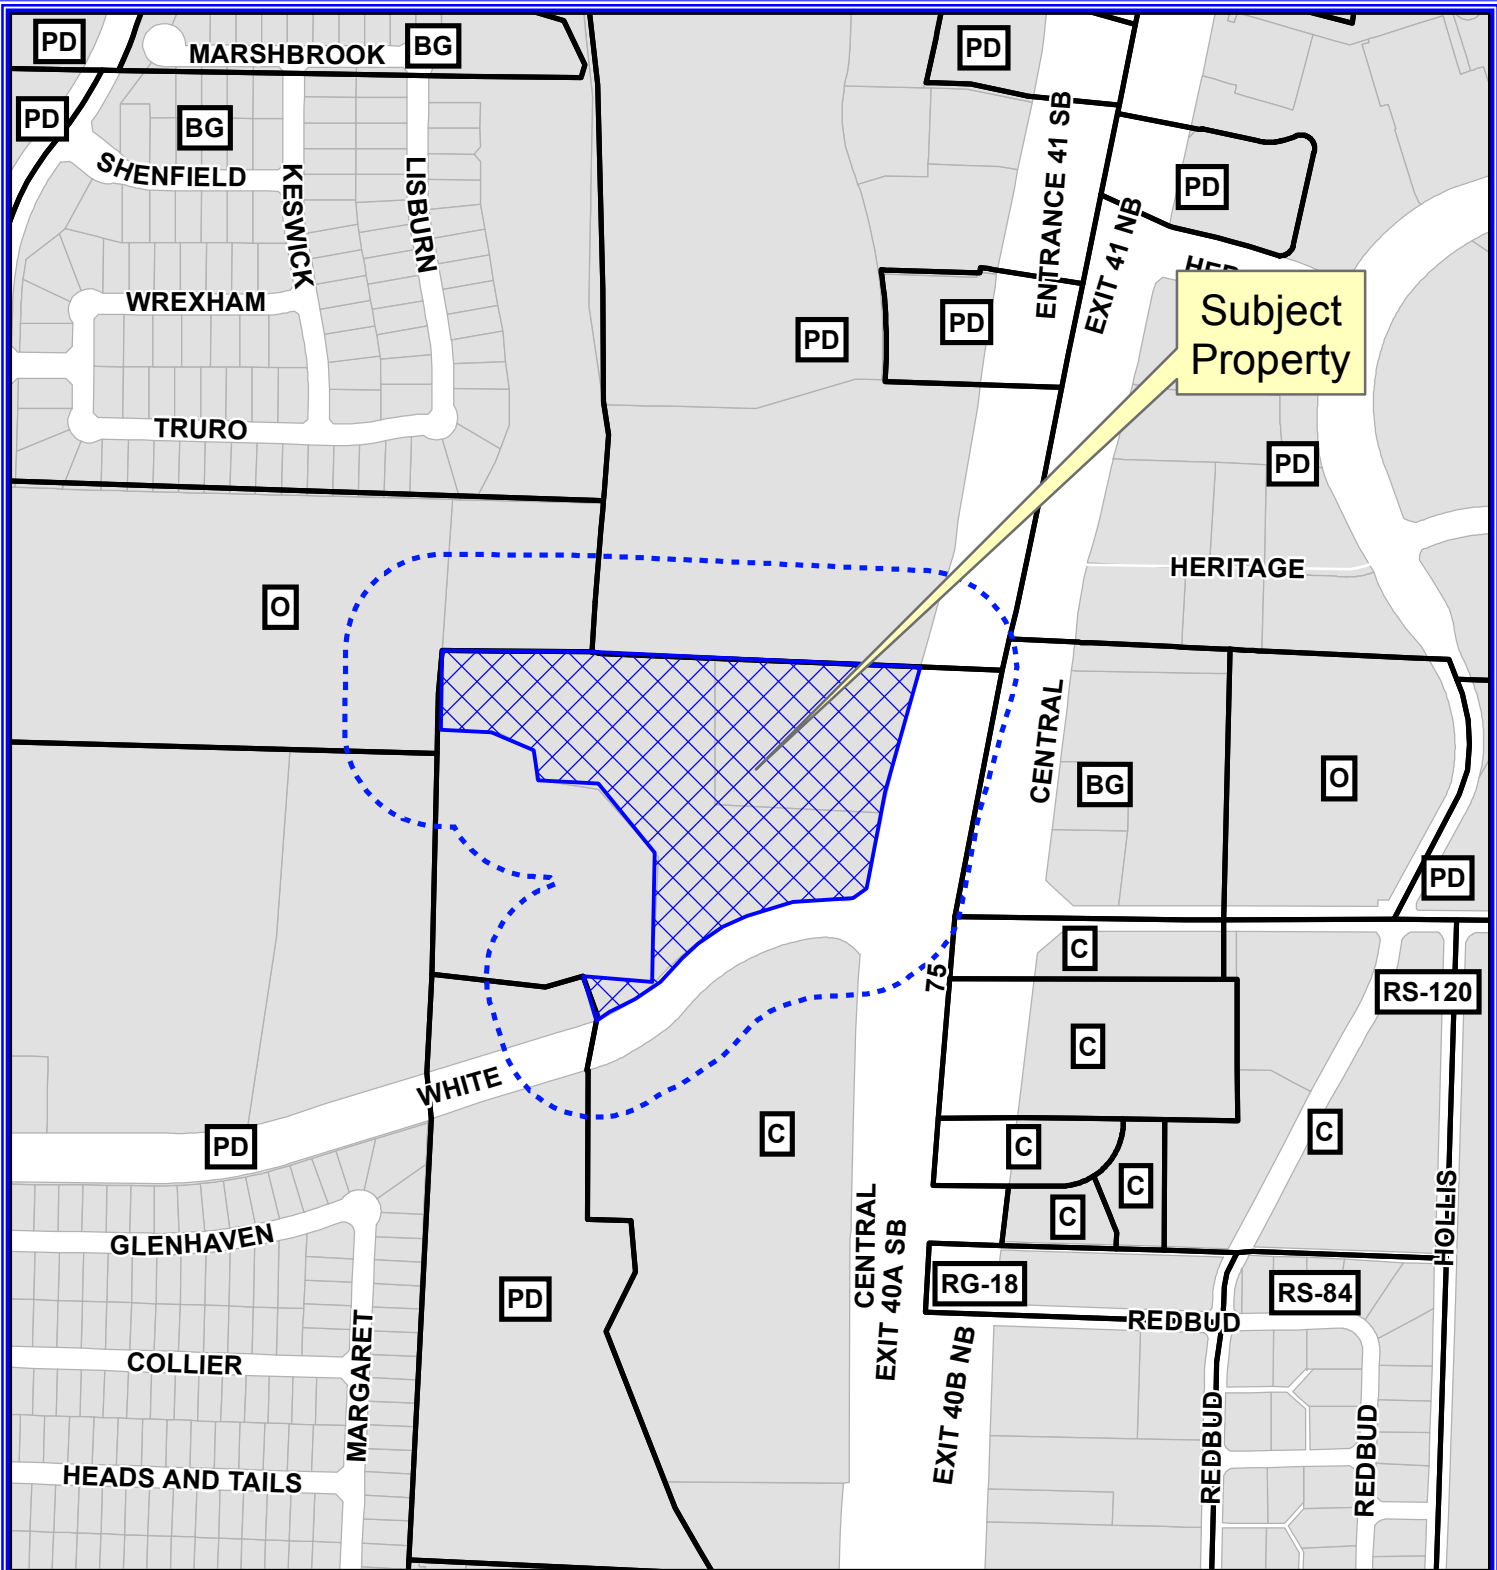 PD
MARSHBROOK
BG
PD
PD
BG
SHENFIELD
KESWICK
LISBURN
ENTRANCE 41 SB
PD
EXIT 41 NB
WREXHAM
PD
PD
Subject
Property
TRURO
PD
HERITAGE
O
CENTRAL
BG
O
PD
C
75
RS-120
C
WHITE
PD
C
C
C
C
C
HOLLIS
GLENHAVEN
CENTRAL
EXIT 40A SB
PD
RG-18
RS-84
REDBUD
COLLIER
MARGARET
EXIT 40B NB
REDBUD
REDBUD
HEADS AND TAILS